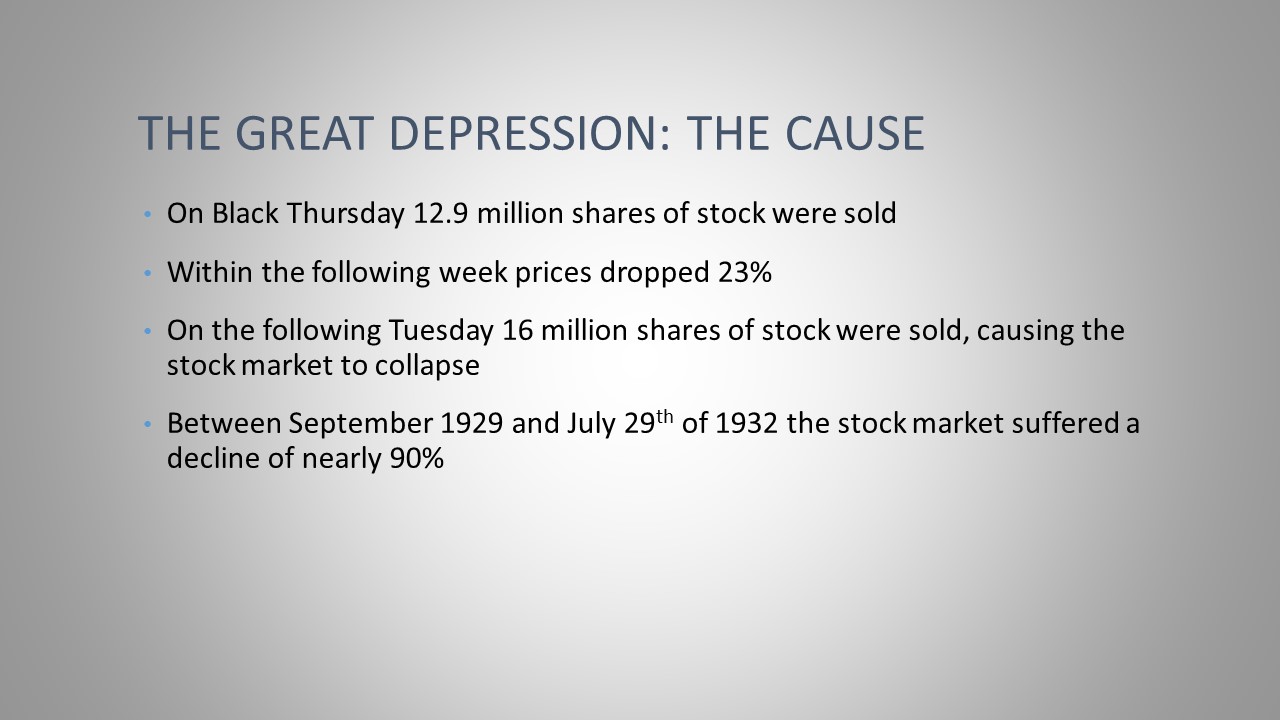 THE GREAT DEPRESSION: THE CAUSE
• On Black Thursday 12.9 million shares of stock were sold
• Within the following week prices dropped 23%
• On the following Tuesday 16 million shares of stock were sold, causing the
stock market to collapse
• Between September 1929 and July 29th of 1932 the stock market suffered a
decline of nearly 90%